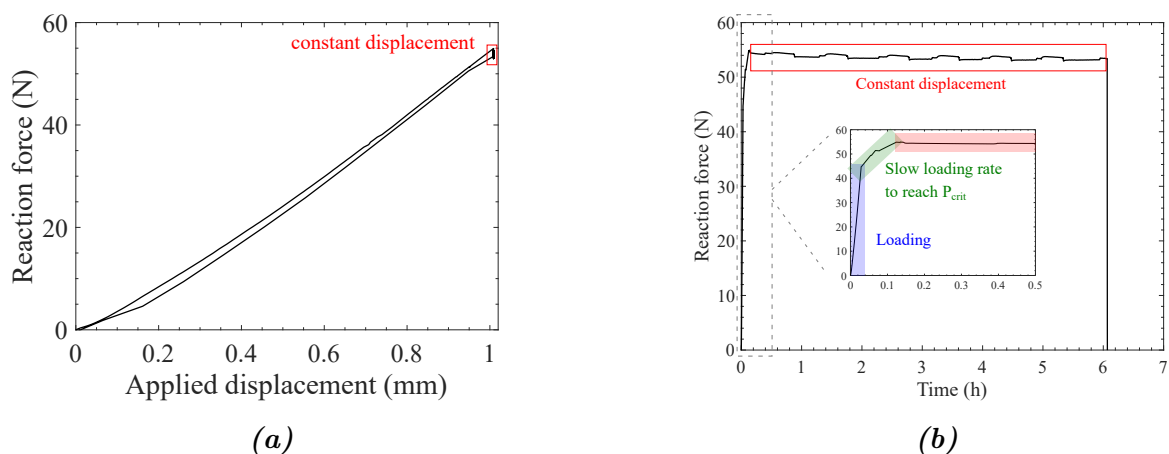 60
40
20
0
Reaction force (N)
constant displacement
0 0.2 0.4 0.6 0.8 1
Applied displacement (mm)
(a)
60
50
40
30
20
10
0
Reaction force (N)
Constant displacement
60
50
40
30
20
10
0
Slow loading rate
to reach P_crit
Loading
0 0.1 0.2 0.3 0.4 0.5
0 1 2 3 4 5 6 7
Time (h)
(b)